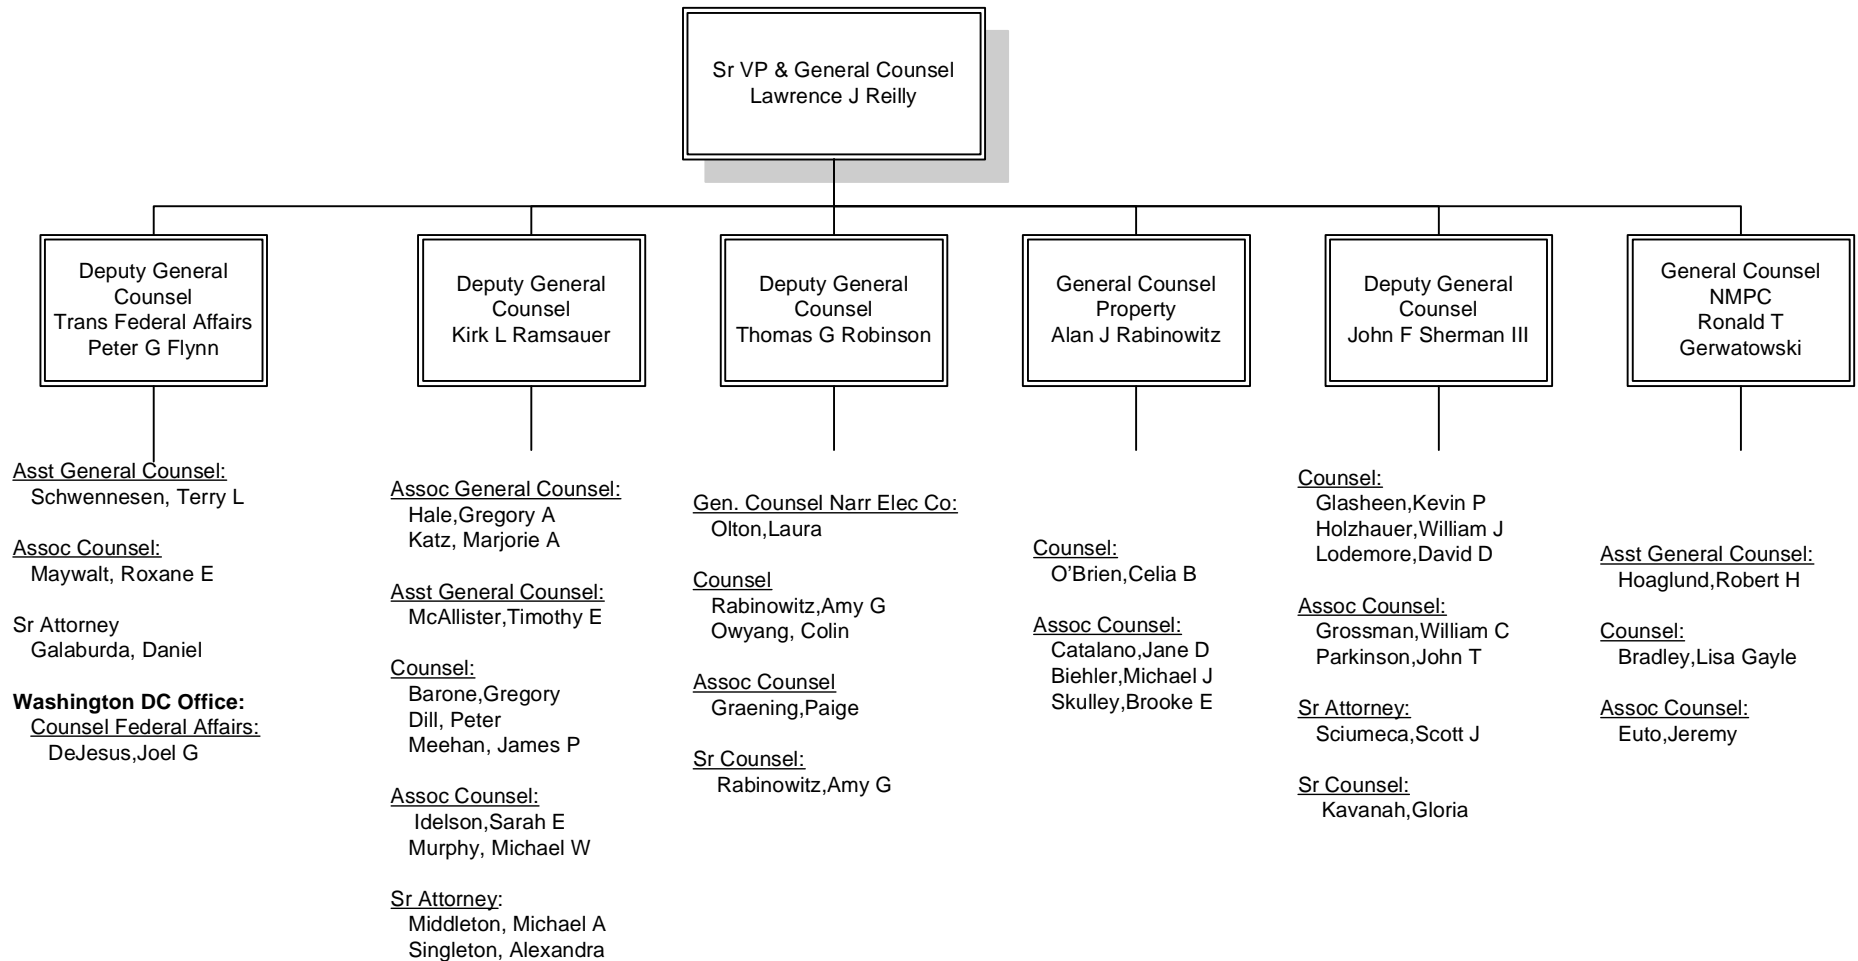 Sr VP & General Counsel
Lawrence J Reilly
Deputy General
Counsel
Trans Federal Affairs
Peter G Flynn
Deputy General
Counsel
Kirk L Ramsauer
Deputy General
Counsel
Thomas G Robinson
General Counsel
Property
Alan J Rabinowitz
Deputy General
Counsel
John F Sherman III
General Counsel
NMPC
Ronald T
Gerwatowski
Asst General Counsel:
Schwennesen, Terry L
Assoc Counsel:
Maywalt, Roxane E
Sr Attorney
Galaburda, Daniel
Washington DC Office:
Counsel Federal Affairs:
DeJesus,Joel G
Assoc General Counsel:
Hale,Gregory A
Katz, Marjorie A
Asst General Counsel:
McAllister,Timothy E
Counsel:
Barone,Gregory
Dill, Peter
Meehan, James P
Assoc Counsel:
Idelson,Sarah E
Murphy, Michael W
Sr Attorney:
Middleton, Michael A
Singleton, Alexandra
Gen. Counsel Narr Elec Co:
Olton,Laura
Counsel
Rabinowitz,Amy G
Owyang, Colin
Assoc Counsel
Graening,Paige
Sr Counsel:
Rabinowitz,Amy G
Counsel:
O'Brien,Celia B
Assoc Counsel:
Catalano,Jane D
Biehler,Michael J
Skulley,Brooke E
Counsel:
Glasheen,Kevin P
Holzhauer,William J
Lodemore,David D
Assoc Counsel:
Grossman,William C
Parkinson,John T
Sr Attorney:
Sciumeca,Scott J
Sr Counsel:
Kavanah,Gloria
Asst General Counsel:
Hoaglund,Robert H
Counsel:
Bradley,Lisa Gayle
Assoc Counsel:
Euto,Jeremy